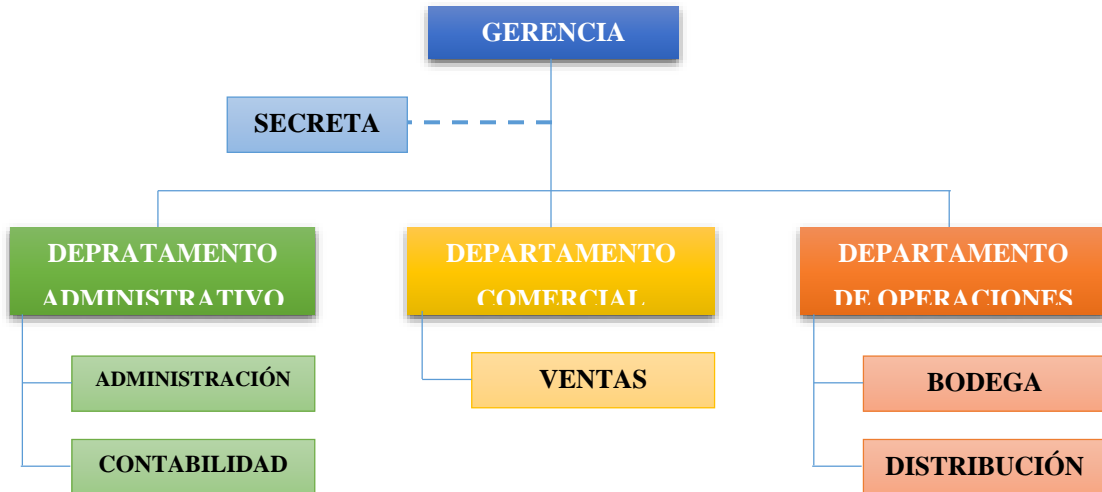 GERENCIA
SECRETA
DEPRATAMENTO
ADMINISTRATIVO
DEPARTAMENTO
COMERCIAL
DEPARTAMENTO
DE OPERACIONES
ADMINISTRACIÓN
VENTAS
BODEGA
CONTABILIDAD
DISTRIBUCIÓN